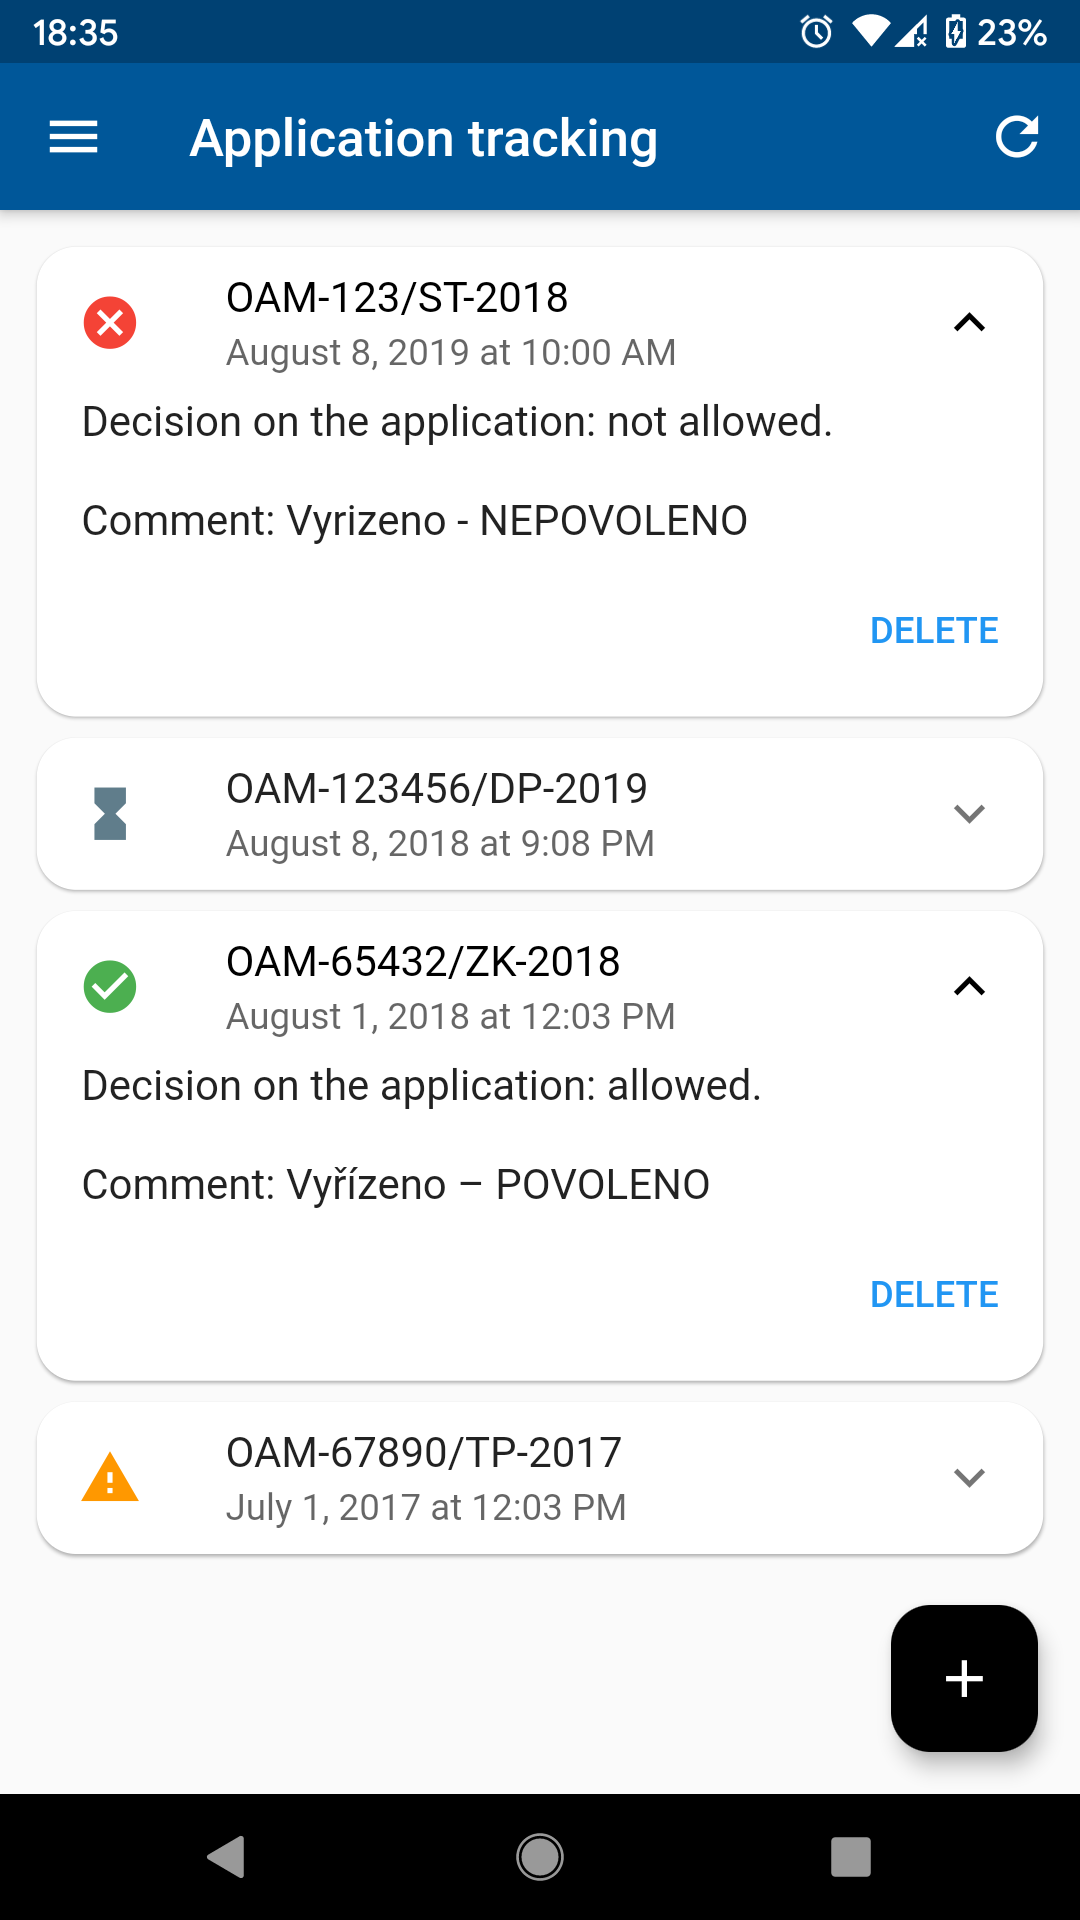 18:35 23%
Application tracking
OAM-123/ST-2018
August 8, 2019 at 10:00 AM
Decision on the application: not allowed.
Comment: Vyrizeno - NEPOVOLENO
DELETE
OAM-123456/DP-2019
August 8, 2018 at 9:08 PM
OAM-65432/ZK-2018
August 1, 2018 at 12:03 PM
Decision on the application: allowed.
Comment: Vyřízeno – POVOLENO
DELETE
OAM-67890/TP-2017
July 1, 2017 at 12:03 PM